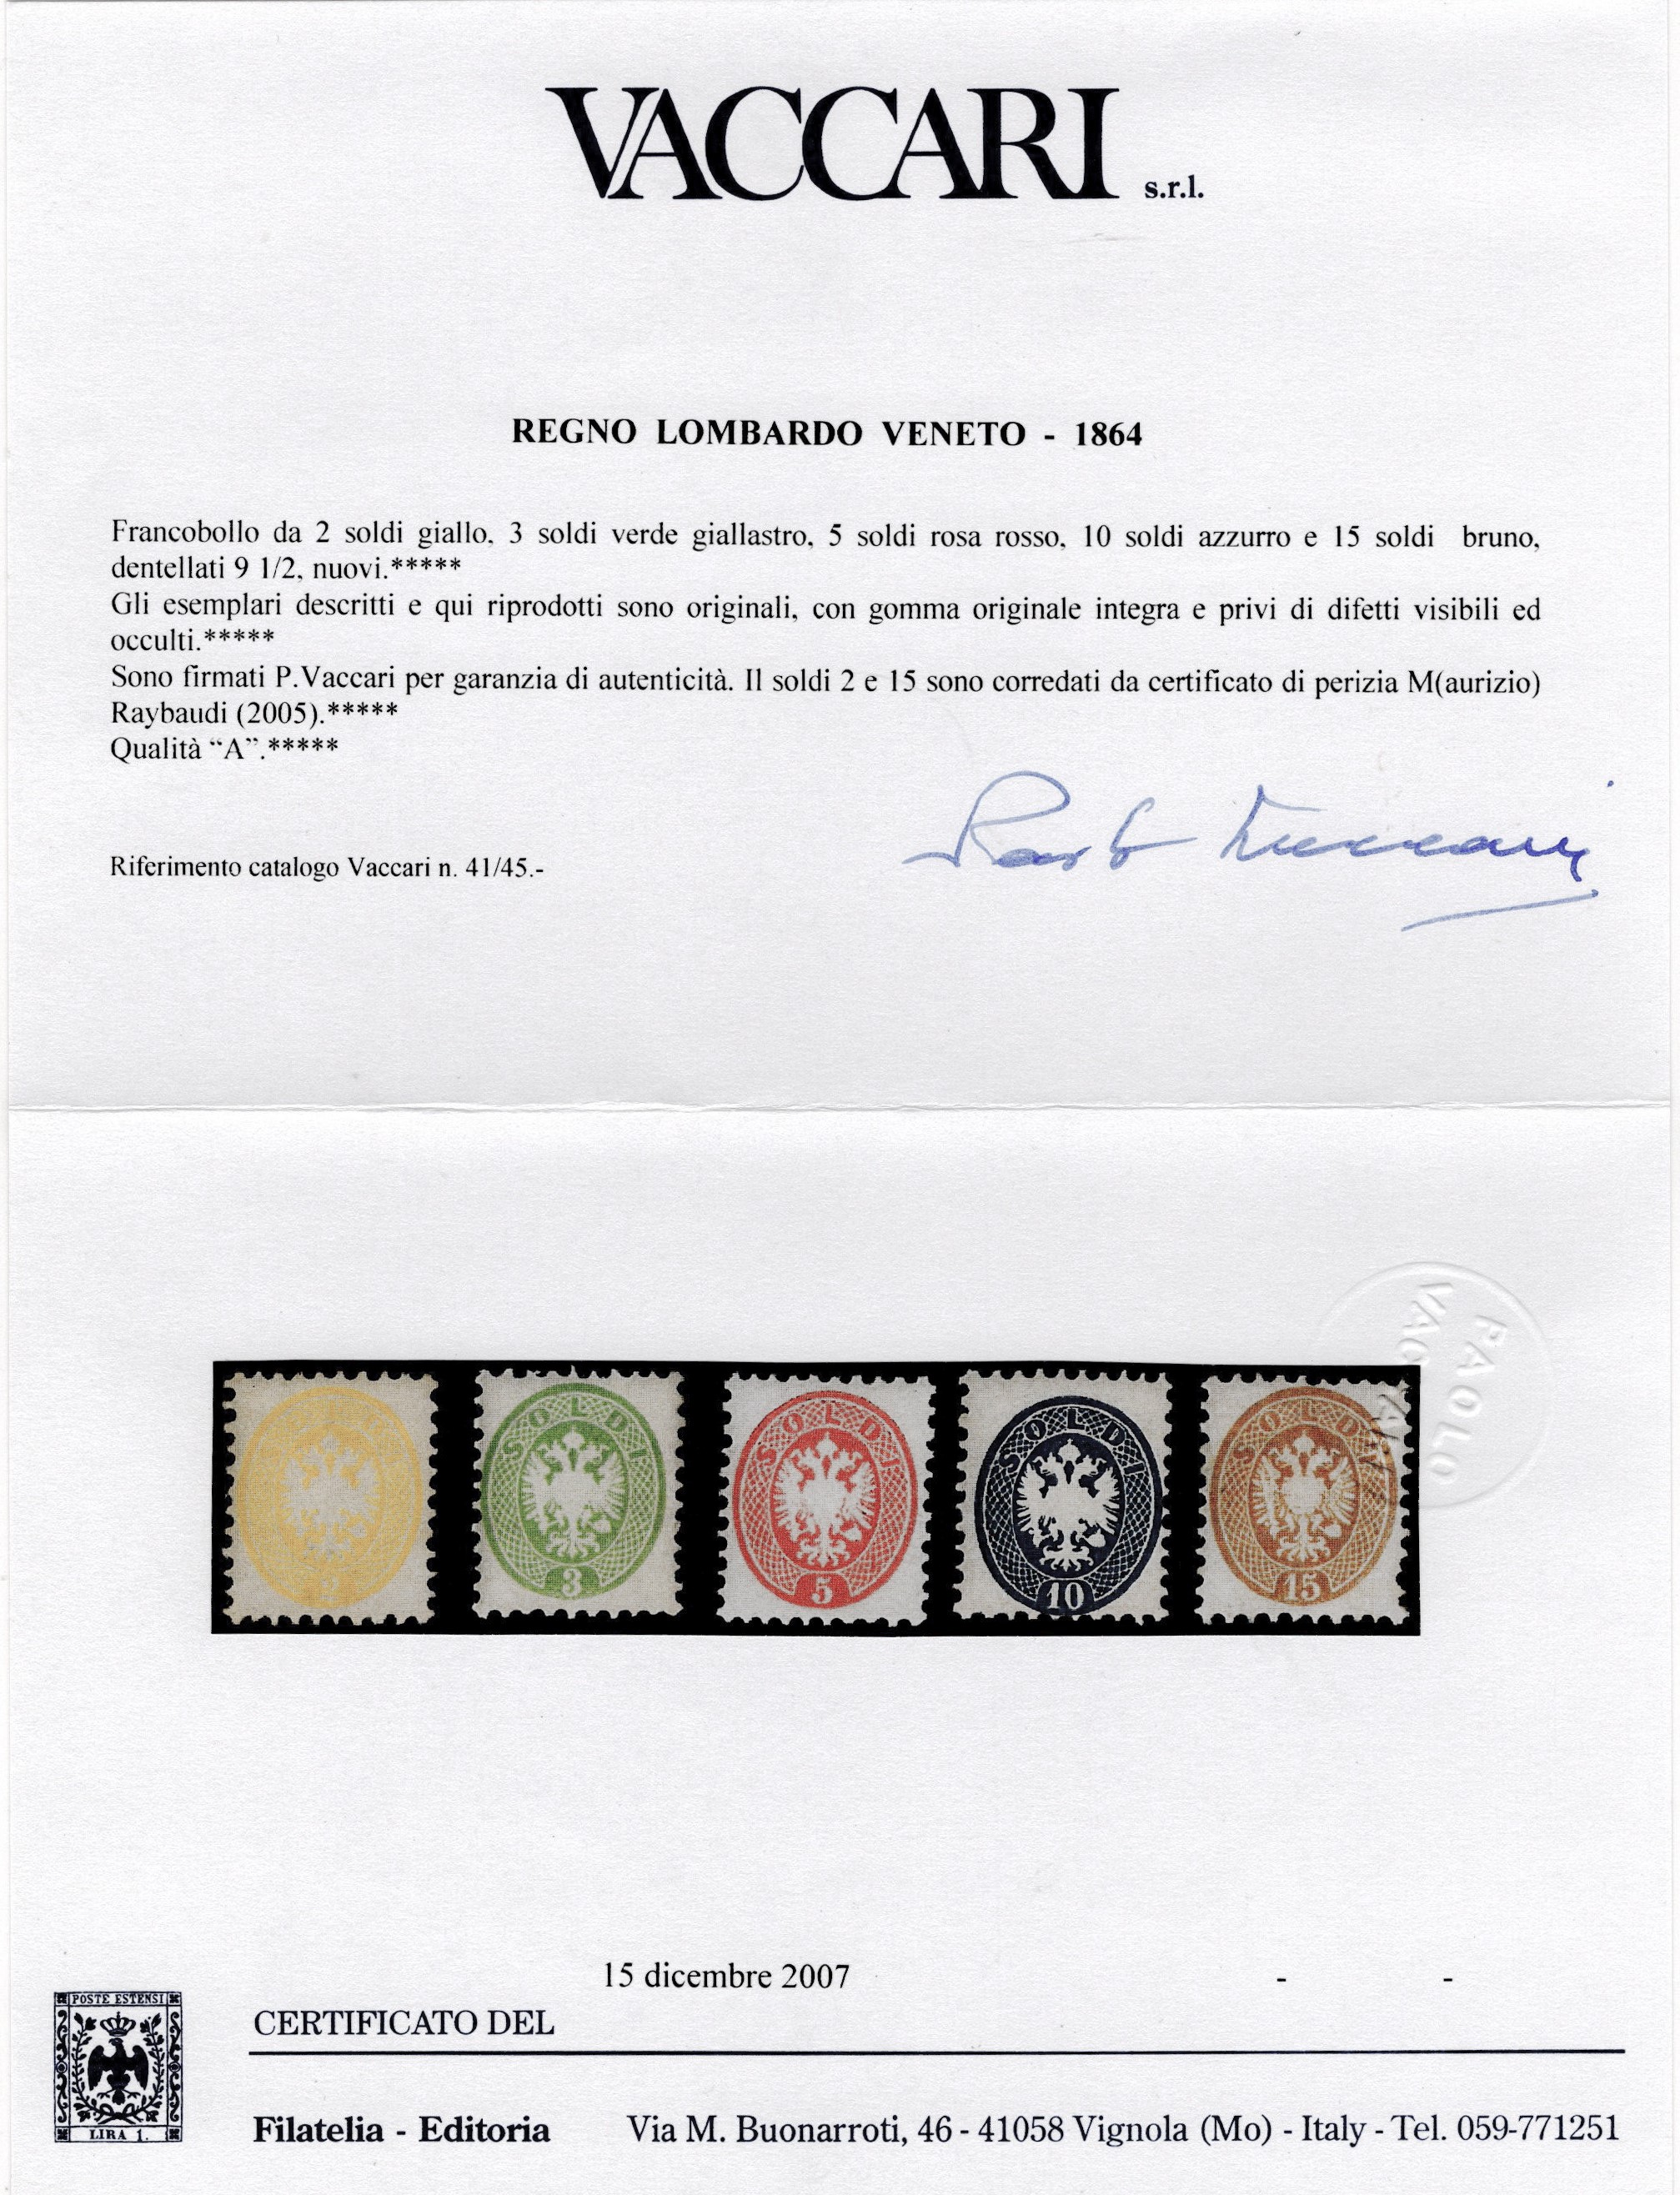 VACCARI s.r.l.
REGNO LOMBARDO VENETO - 1864
Francobollo da 2 soldi giallo, 3 soldi verde giallastro, 5 soldi rosa rosso, 10 soldi azzurro e 15 soldi bruno,
dentellati 9 1/2, nuovi.*****
Gli esemplari descritti e qui riprodotti sono originali, con gomma originale integra e privi di difetti visibili ed
occulti.*****
Sono firmati P.Vaccari per garanzia di autenticità. Il soldi 2 e 15 sono corredati da certificato di perizia M(aurizio)
Raybaudi (2005).*****
Qualità “A”.*****
Riferimento catalogo Vaccari n. 41/45.-
PAOLO
VACCARI
SOLDI 2
SOLDI 3
SOLDI 5
SOLDI 10
SOLDI 15
15 dicembre 2007 - -
CERTIFICATO DEL
POSTE ESTENSI
LIRA 1.
Filatelia - Editoria Via M. Buonarroti, 46 - 41058 Vignola (Mo) - Italy - Tel. 059-771251